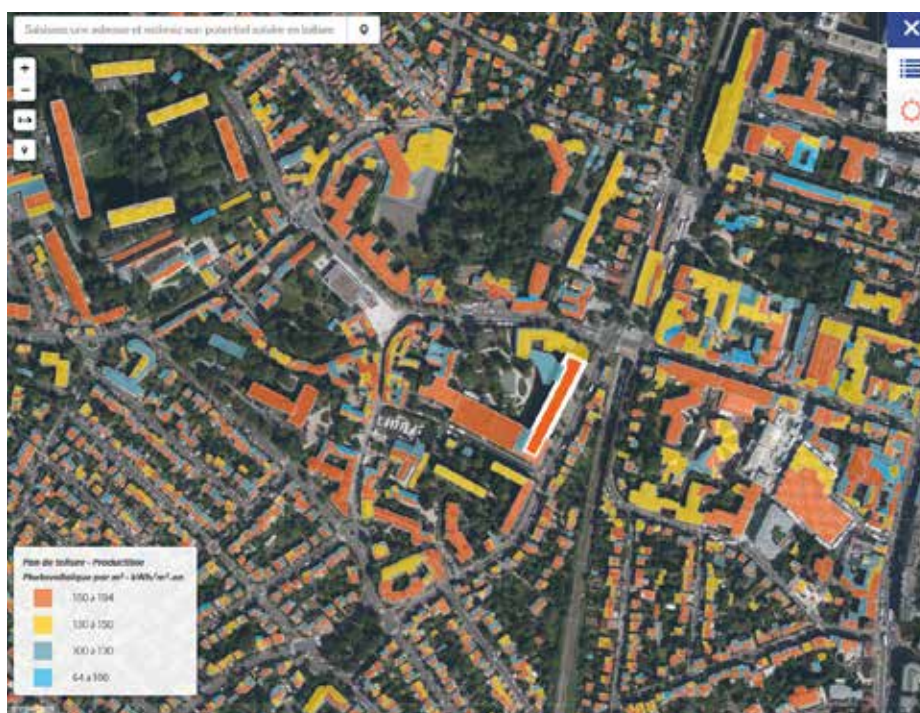 Saisissez une adresse et estimez son potentiel solaire en toiture
+
−
Pan de toiture - Production
Photovoltaïque par m² - kWh/m².an
150 à 194
130 à 150
100 à 130
64 à 100